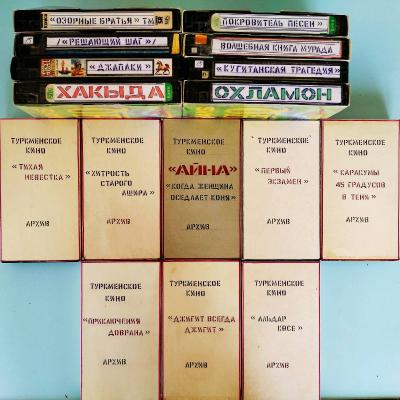 «ОЗОРНЫЕ БРАТЬЯ» ТМ
«РЕШАЮЩИЙ ШАГ»
«ДЖАПАКИ»
ХАКЫДА
ПОКРОВИТЕЛЬ ПЕСЕН
ВОЛШЕБНАЯ КНИГА МУРАДА
«КУГИТАНСКАЯ ТРАГЕДИЯ»
ОХЛАМОН
ТУРКМЕНСКОЕ
КИНО
«ТИХАЯ
НЕВЕСТКА»
АРХИВ
ТУРКМЕНСКОЕ
КИНО
«ХИТРОСТЬ
СТАРОГО
АШИРА»
АРХИВ
ТУРКМЕНСКОЕ
КИНО
«АЙНА»
«КОГДА ЖЕНЩИНА
ОСЕДЛАЕТ КОНЯ»
АРХИВ
ТУРКМЕНСКОЕ
КИНО
«ПЕРВЫЙ
ЭКЗАМЕН»
АРХИВ
ТУРКМЕНСКОЕ
КИНО
«КАРАКУМЫ
45 ГРАДУСОВ
В ТЕНИ»
АРХИВ
ТУРКМЕНСКОЕ
КИНО
«ПРИКЛЮЧЕНИЯ
ДОВРАНА»
АРХИВ
ТУРКМЕНСКОЕ
КИНО
«ДЖИГИТ ВСЕГДА
ДЖИГИТ»
АРХИВ
ТУРКМЕНСКОЕ
КИНО
«АЛЬДАР
КОСЕ»
АРХИВ